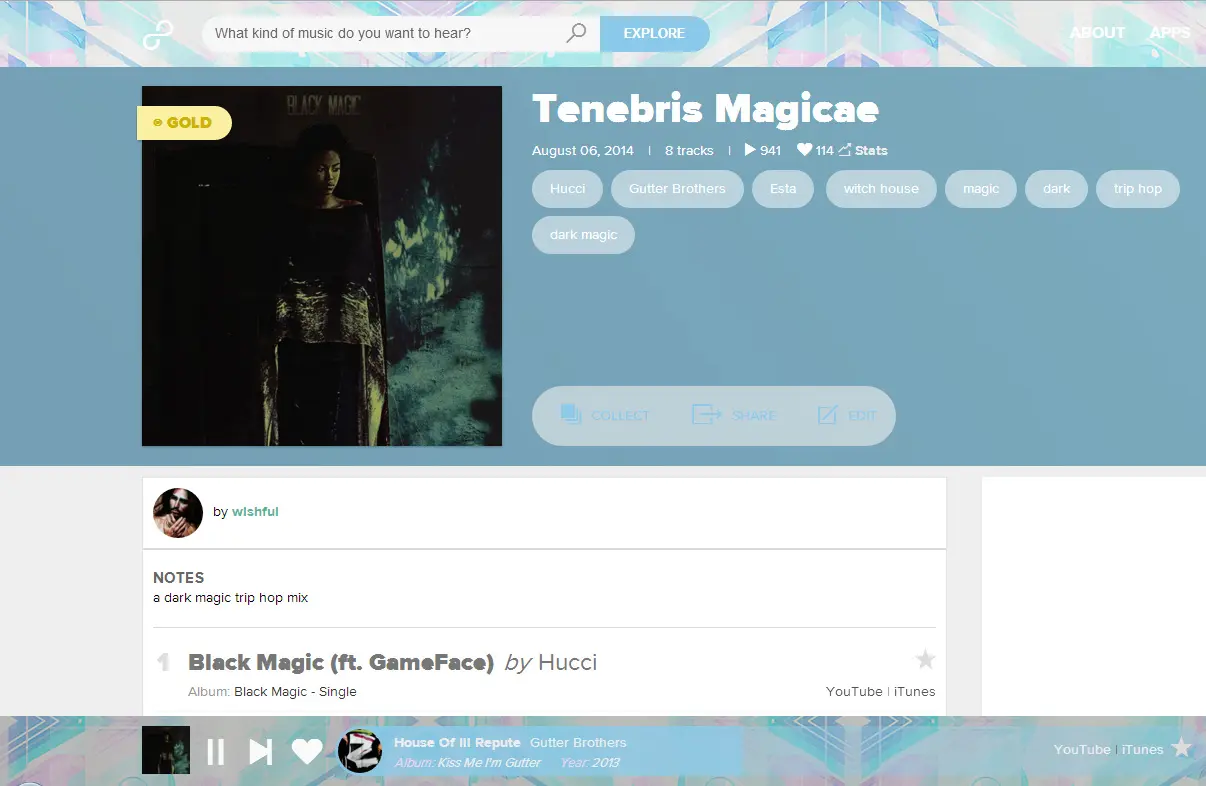 What kind of music do you want to hear?
EXPLORE
ABOUT APPS
BLACK MAGIC
GOLD
Tenebris Magicae
August 06, 2014 | 8 tracks | 941 114 Stats
Hucci Gutter Brothers Esta witch house magic dark trip hop
dark magic
COLLECT SHARE EDIT
by wishful
NOTES
a dark magic trip hop mix
1 Black Magic (ft. GameFace) by Hucci
Album: Black Magic - Single YouTube | iTunes
House Of Ill Repute Gutter Brothers
Album: Kiss Me I'm Gutter Year: 2013
YouTube | iTunes